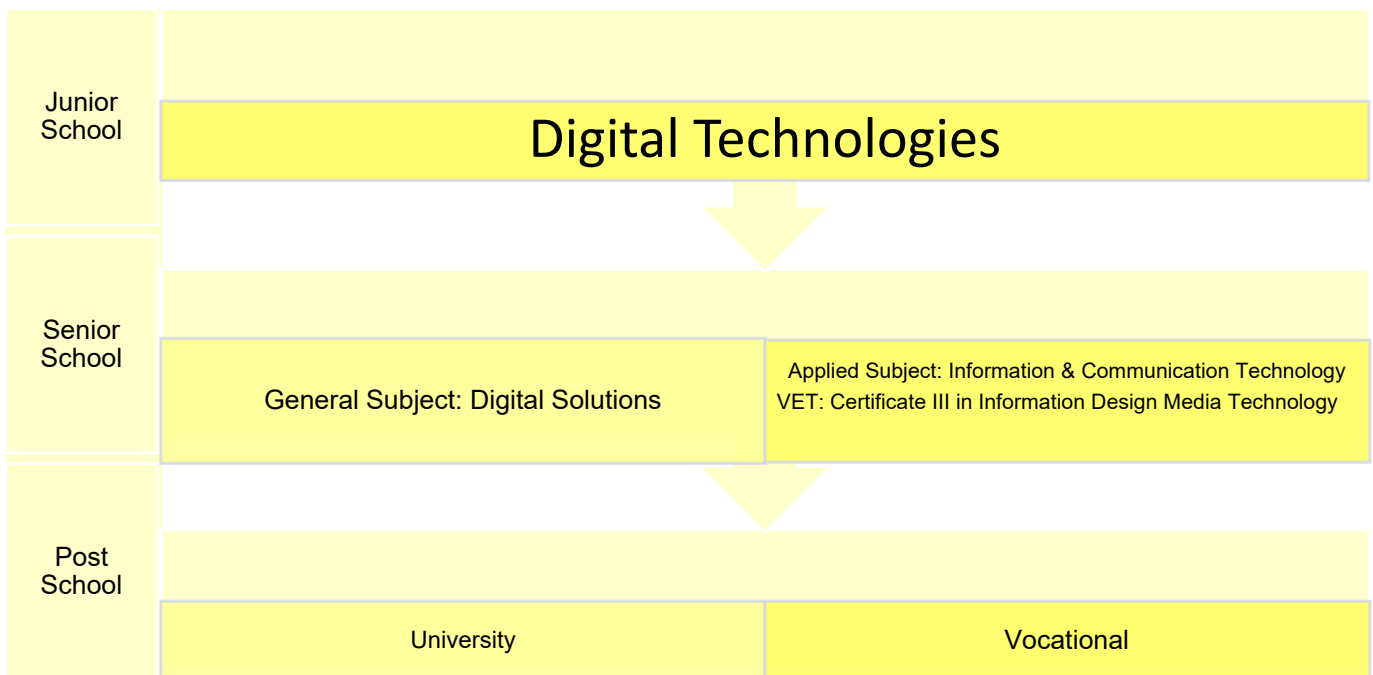 Junior
School
Digital Technologies
Senior
School
General Subject: Digital Solutions
Applied Subject: Information & Communication Technology
VET: Certificate III in Information Design Media Technology
Post
School
University
Vocational